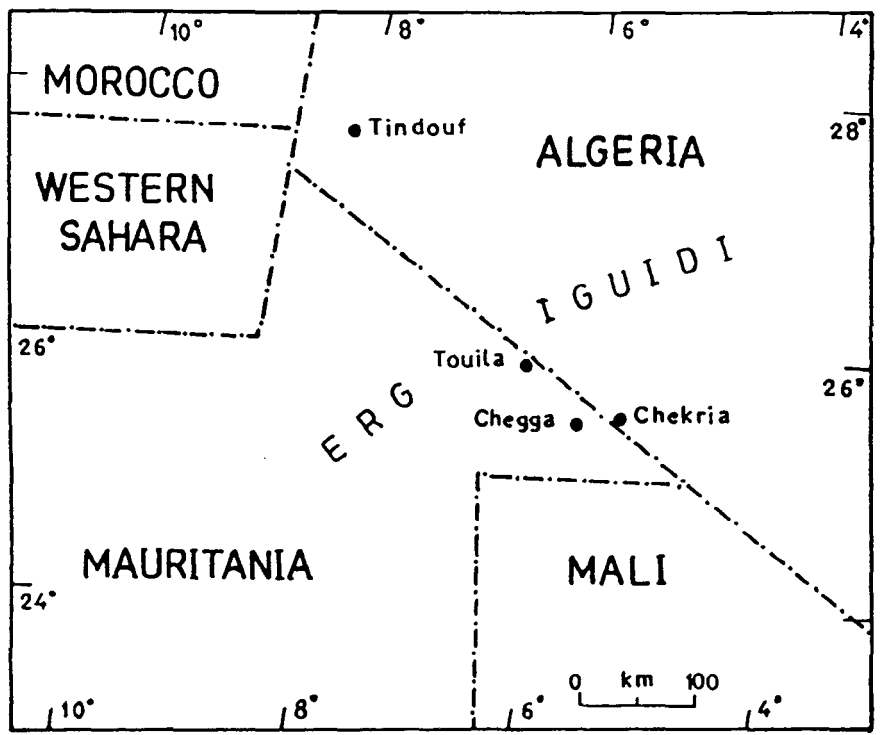 10° 8° 6° 4°
MOROCCO
28°
Tindouf
ALGERIA
WESTERN
SAHARA
IGUIDI
26°
Touila
26°
ERG
Chegga
Chekria
MAURITANIA
MALI
24°
0 km 100
10° 8° 6° 4°